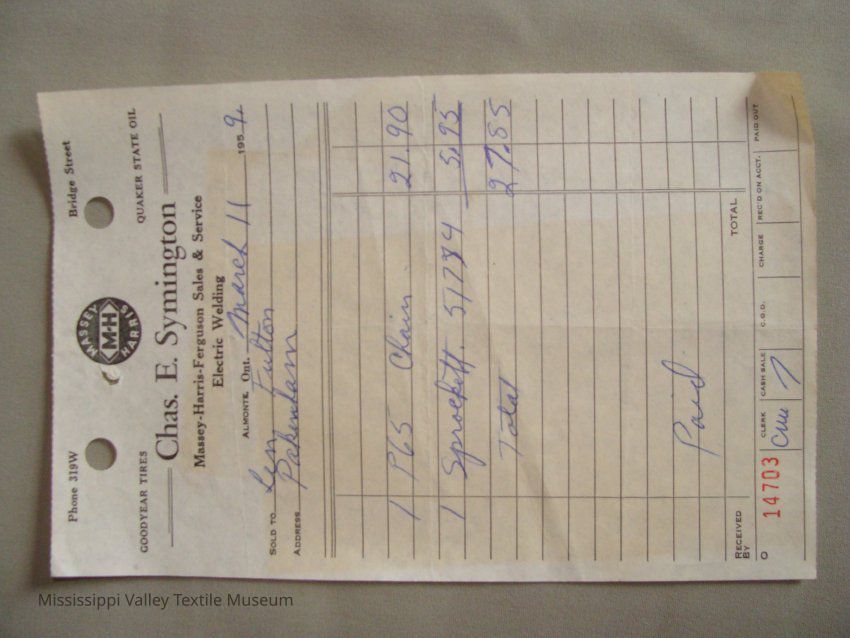 Phone 319W Bridge Street
MASSEY
M-H
HARRIS
GOODYEAR TIRES QUAKER STATE OIL
Chas. E. Symington
Massey-Harris-Ferguson Sales & Service
Electric Welding
ALMONTE, Ont. March 11 1959.
SOLD TO Len Fulton
ADDRESS Pakenham
1 P65 Chain. 21.90
1 Sprockett. 5.95
Total 27.85
Paid.
RECEIVED BY TOTAL
O 14703 CLERK CASH SALE C.O.D. CHARGE REC'D ON ACCT. PAID OUT
Mississippi Valley Textile Museum